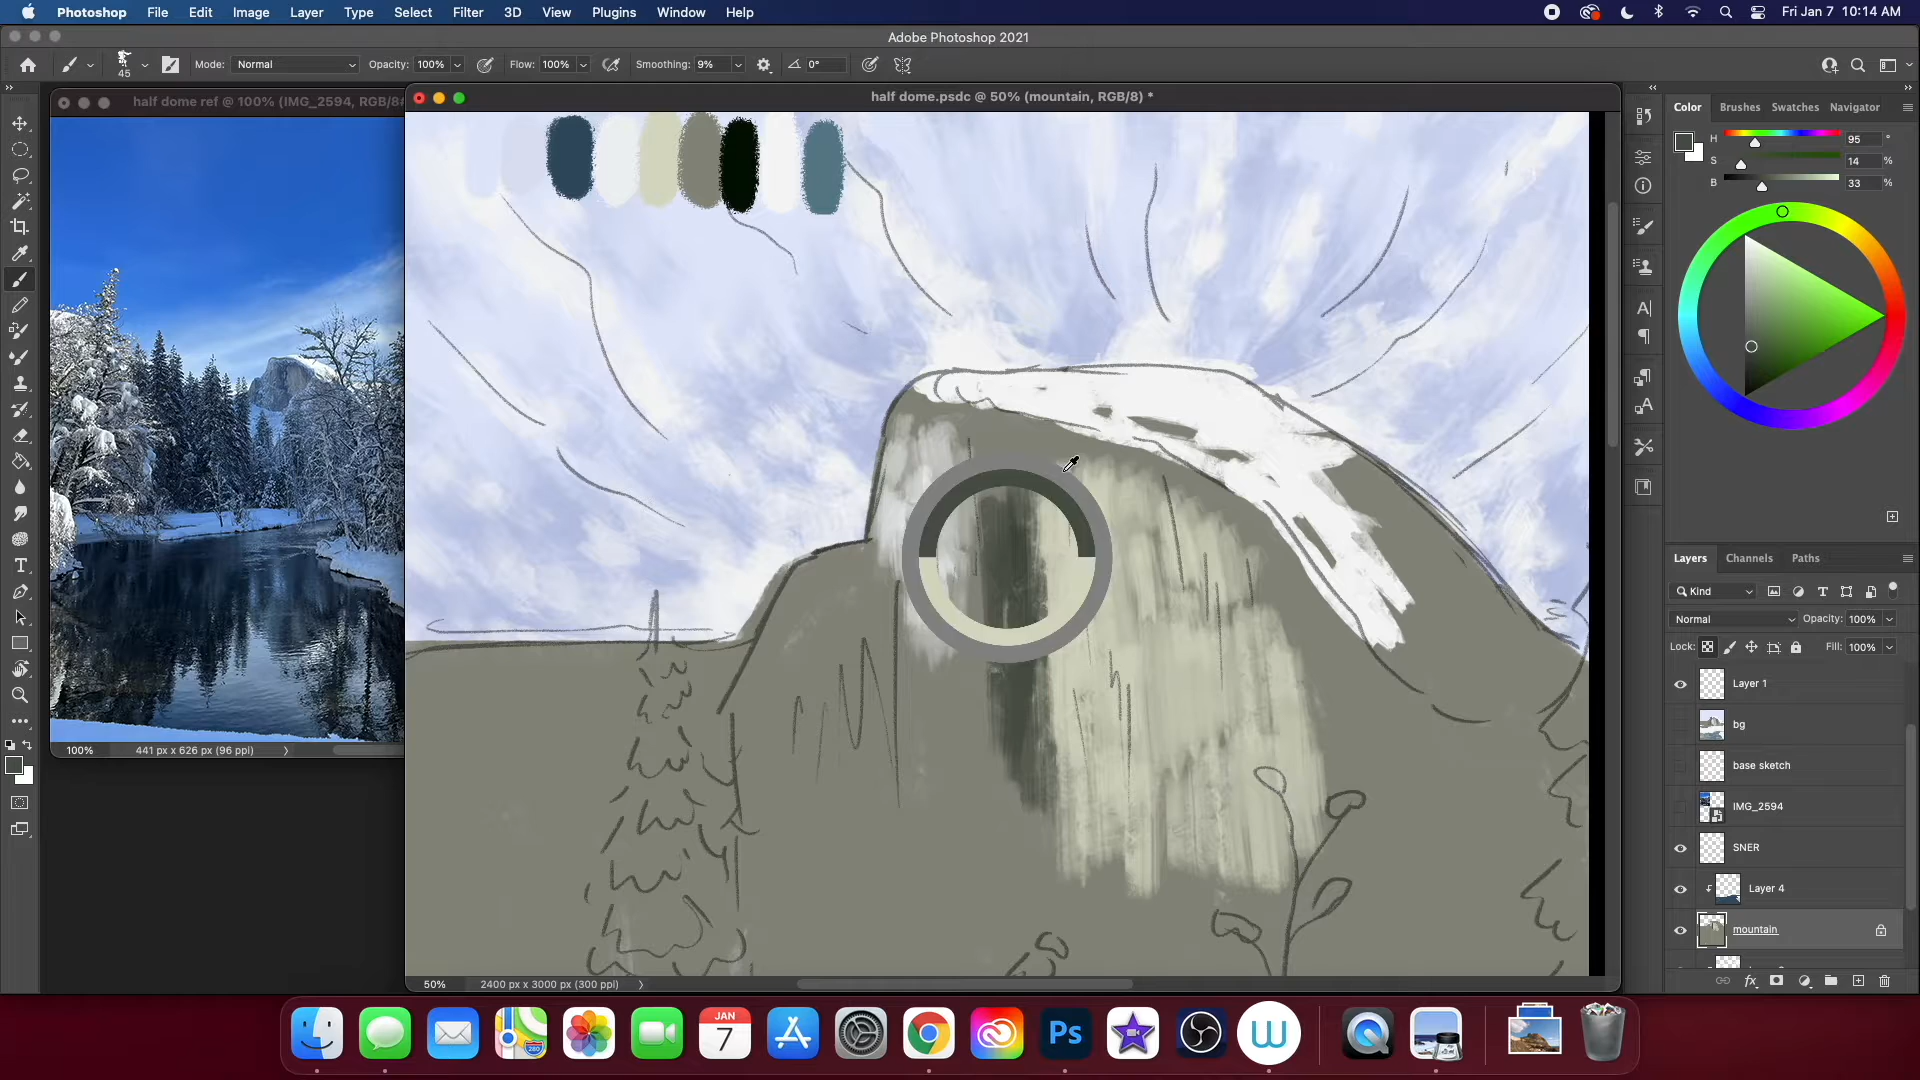 Photoshop File Edit Image Layer Type Select Filter 3D View Plugins Window Help Fri Jan 7 10:14 AM
Adobe Photoshop 2021
45 Mode: Normal Opacity: 100% Flow: 100% Smoothing: 9% 0°
half dome ref @ 100% (IMG_2594, RGB/8#
half dome.psdc @ 50% (mountain, RGB/8) *
Color Brushes Swatches Navigator
H 95 °
S 14 %
B 33 %
Layers Channels Paths
Kind
Normal Opacity: 100%
Lock: Fill: 100%
Layer 1
bg
base sketch
IMG_2594
SNER
Layer 4
mountain
100% 441 px x 626 px (96 ppi)
50% 2400 px x 3000 px (300 ppi)
JAN
7
280
Ps